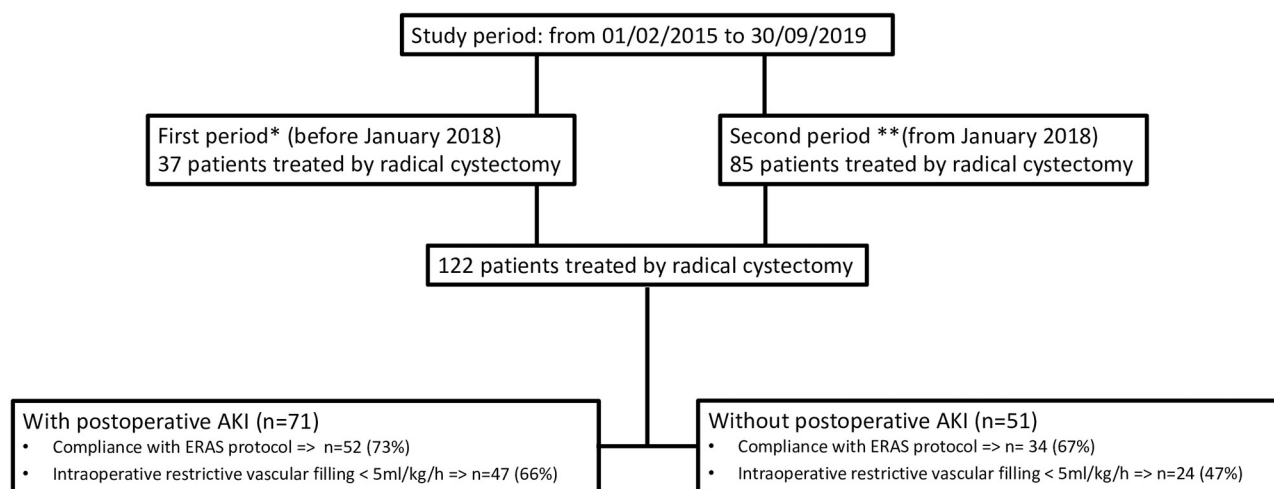 Study period: from 01/02/2015 to 30/09/2019
First period* (before January 2018)
37 patients treated by radical cystectomy
Second period **(from January 2018)
85 patients treated by radical cystectomy
122 patients treated by radical cystectomy
With postoperative AKI (n=71)
• Compliance with ERAS protocol => n=52 (73%)
• Intraoperative restrictive vascular filling < 5ml/kg/h => n=47 (66%)
Without postoperative AKI (n=51)
• Compliance with ERAS protocol => n= 34 (67%)
• Intraoperative restrictive vascular filling < 5ml/kg/h => n=24 (47%)